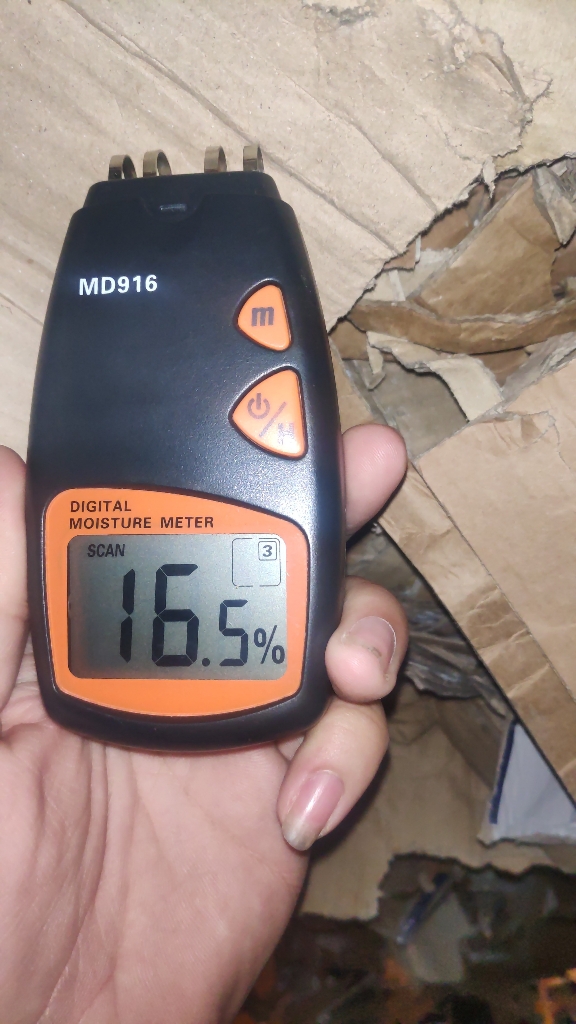 MD916
m
DIGITAL
MOISTURE METER
SCAN
3
16.5%